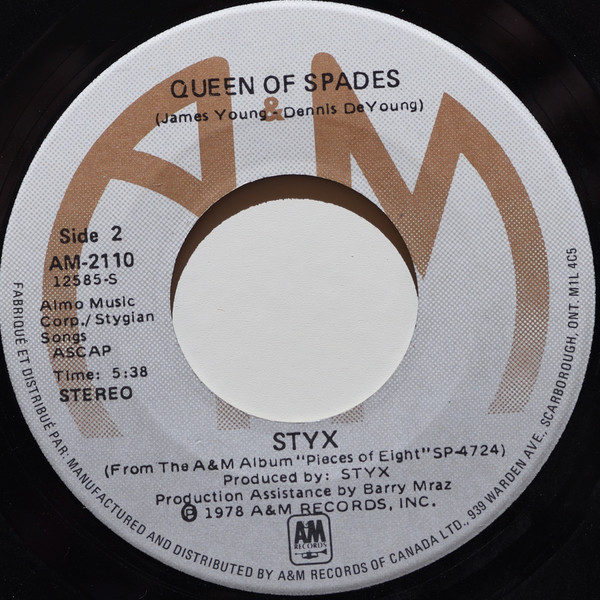 QUEEN OF SPADES
(James Young - Dennis DeYoung)
A&M
Side 2
AM-2110
12585-S
Almo Music
Corp./Stygian
Songs
ASCAP
Time: 5:38
STEREO
STYX
(From The A&M Album "Pieces of Eight" SP-4724)
Produced by: STYX
Production Assistance by Barry Mraz
℗ 1978 A&M RECORDS, INC.
A&M
RECORDS
FABRIQUÉ ET DISTRIBUÉ PAR: MANUFACTURED AND DISTRIBUTED BY A&M RECORDS OF CANADA LTD., 939 WARDEN AVE., SCARBOROUGH, ONT. M1L 4C5